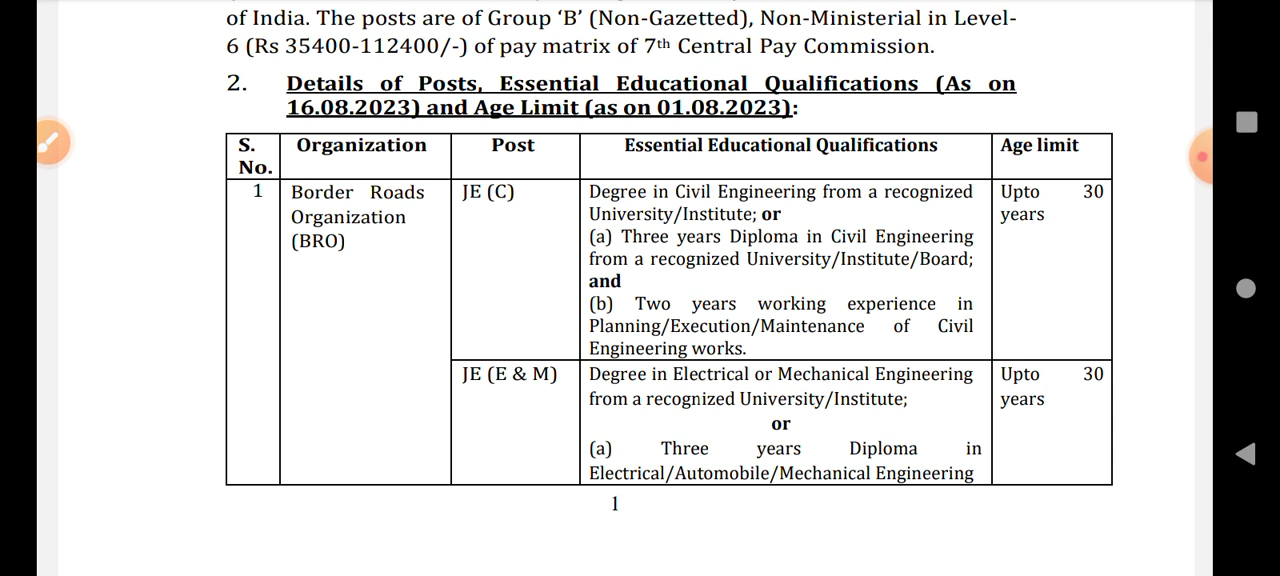 of India. The posts are of Group ‘B’ (Non-Gazetted), Non-Ministerial in Level-
6 (Rs 35400-112400/-) of pay matrix of 7th Central Pay Commission.
2. Details of Posts, Essential Educational Qualifications (As on
16.08.2023) and Age Limit (as on 01.08.2023):
S. No. Organization Post Essential Educational Qualifications Age limit
1 Border Roads JE (C) Degree in Civil Engineering from a recognized Upto 30
Organization University/Institute; or years
(BRO) (a) Three years Diploma in Civil Engineering
from a recognized University/Institute/Board;
and
(b) Two years working experience in
Planning/Execution/Maintenance of Civil
Engineering works.
JE (E & M) Degree in Electrical or Mechanical Engineering Upto 30
from a recognized University/Institute; years
or
(a) Three years Diploma in
Electrical/Automobile/Mechanical Engineering
1